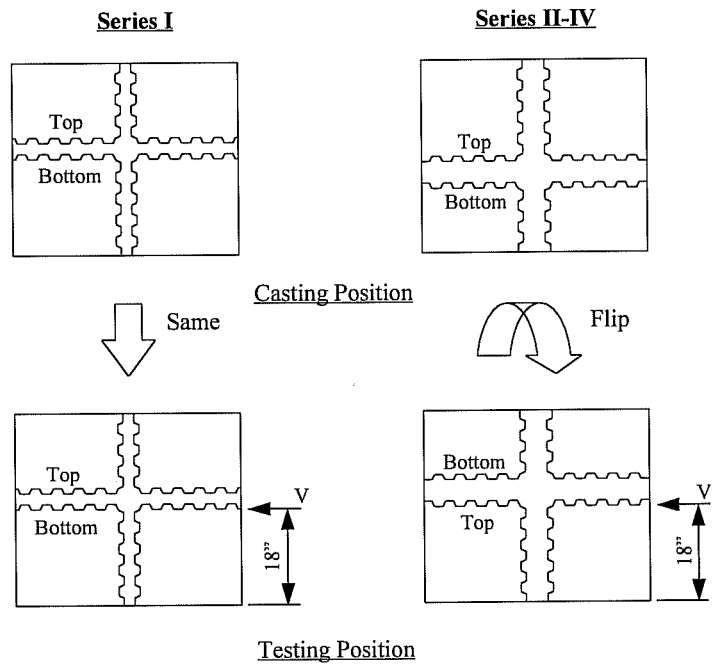 Series I
Series II-IV
Top
Bottom
Top
Bottom
Casting Position
Same
Flip
Top
Bottom
V
18”
Bottom
Top
V
18”
Testing Position